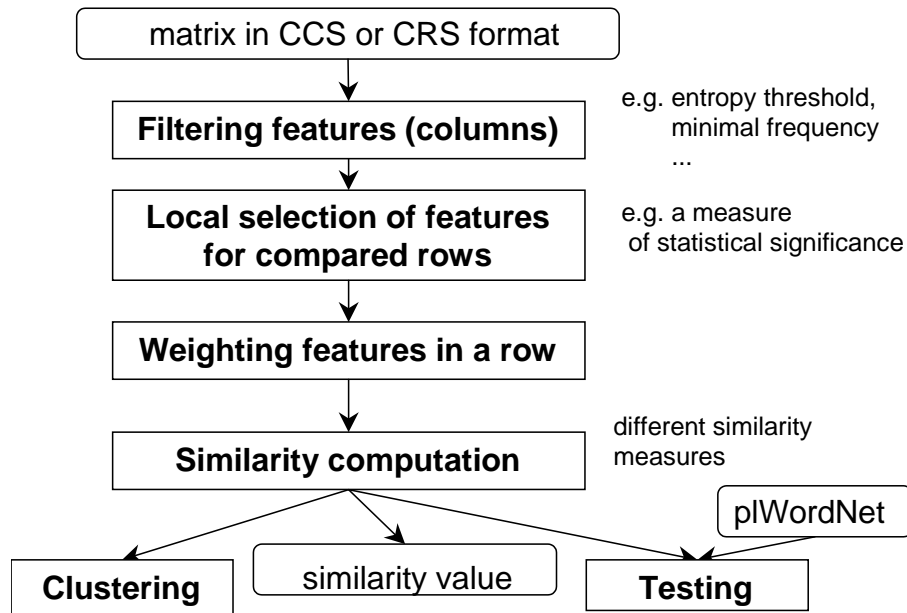 matrix in CCS or CRS format
e.g. entropy threshold,
minimal frequency
...
Filtering features (columns)
Local selection of features
for compared rows
e.g. a measure
of statistical significance
Weighting features in a row
Similarity computation
different similarity
measures
plWordNet
Clustering
similarity value
Testing